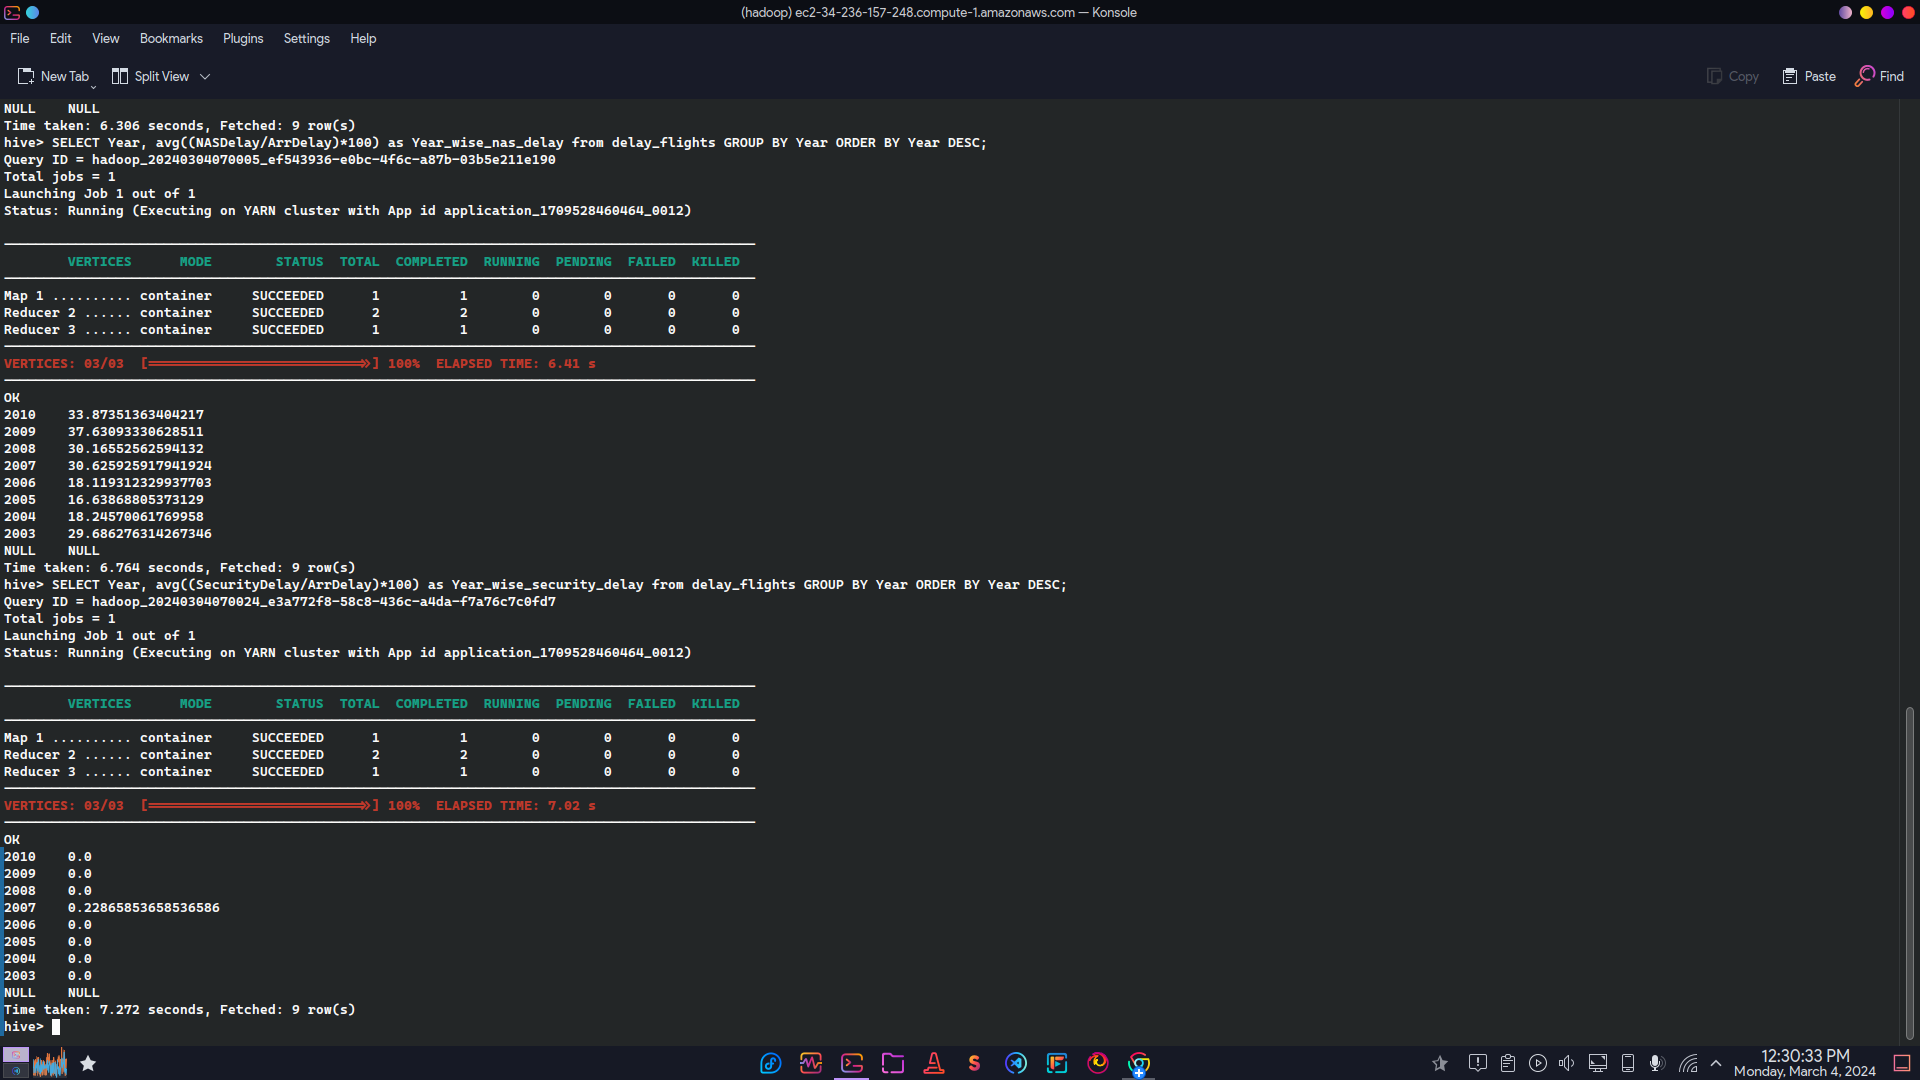 (hadoop) ec2-34-236-157-248.compute-1.amazonaws.com — Konsole
File Edit View Bookmarks Plugins Settings Help
New Tab Split View Copy Paste Find
NULL    NULL
Time taken: 6.306 seconds, Fetched: 9 row(s)
hive> SELECT Year, avg((NASDelay/ArrDelay)*100) as Year_wise_nas_delay from delay_flights GROUP BY Year ORDER BY Year DESC;
Query ID = hadoop_20240304070005_ef543936-e0bc-4f6c-a87b-03b5e211e190
Total jobs = 1
Launching Job 1 out of 1
Status: Running (Executing on YARN cluster with App id application_1709528460464_0012)
VERTICES      MODE        STATUS  TOTAL  COMPLETED  RUNNING  PENDING  FAILED  KILLED
Map 1 .......... container     SUCCEEDED      1          1        0        0       0       0
Reducer 2 ...... container     SUCCEEDED      2          2        0        0       0       0
Reducer 3 ...... container     SUCCEEDED      1          1        0        0       0       0
VERTICES: 03/03  [==========================>>] 100%  ELAPSED TIME: 6.41 s
OK
2010    33.87351363404217
2009    37.63093330628511
2008    30.16552562594132
2007    30.625925917941924
2006    18.119312329937703
2005    16.63868805373129
2004    18.24570061769958
2003    29.686276314267346
NULL    NULL
Time taken: 6.764 seconds, Fetched: 9 row(s)
hive> SELECT Year, avg((SecurityDelay/ArrDelay)*100) as Year_wise_security_delay from delay_flights GROUP BY Year ORDER BY Year DESC;
Query ID = hadoop_20240304070024_e3a772f8-58c8-436c-a4da-f7a76c7c0fd7
Total jobs = 1
Launching Job 1 out of 1
Status: Running (Executing on YARN cluster with App id application_1709528460464_0012)
VERTICES      MODE        STATUS  TOTAL  COMPLETED  RUNNING  PENDING  FAILED  KILLED
Map 1 .......... container     SUCCEEDED      1          1        0        0       0       0
Reducer 2 ...... container     SUCCEEDED      2          2        0        0       0       0
Reducer 3 ...... container     SUCCEEDED      1          1        0        0       0       0
VERTICES: 03/03  [==========================>>] 100%  ELAPSED TIME: 7.02 s
OK
2010    0.0
2009    0.0
2008    0.0
2007    0.22865853658536586
2006    0.0
2005    0.0
2004    0.0
2003    0.0
NULL    NULL
Time taken: 7.272 seconds, Fetched: 9 row(s)
hive>
12:30:33 PM
Monday, March 4, 2024